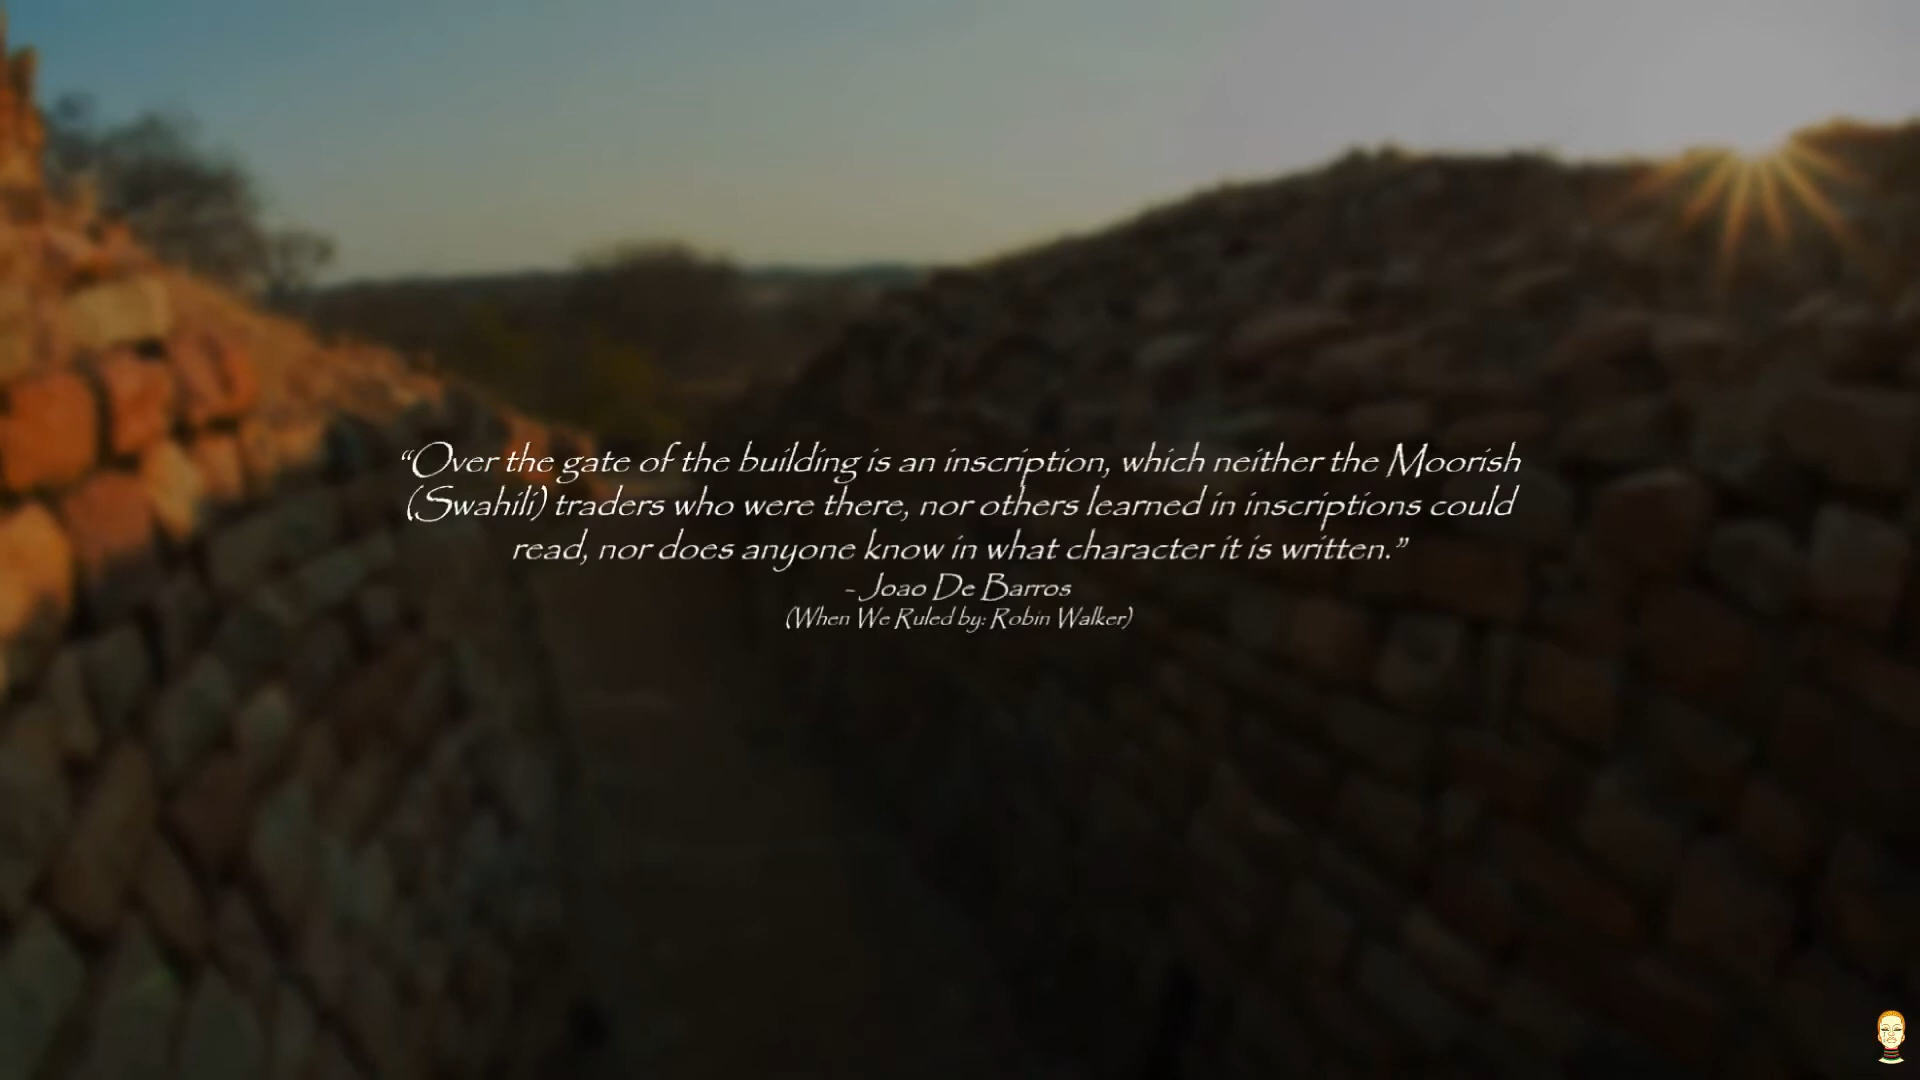 “Over the gate of the building is an inscription, which neither the Moorish
(Swahili) traders who were there, nor others learned in inscriptions could
read, nor does anyone know in what character it is written.”
- Joao De Barros
(When We Ruled by: Robin Walker)